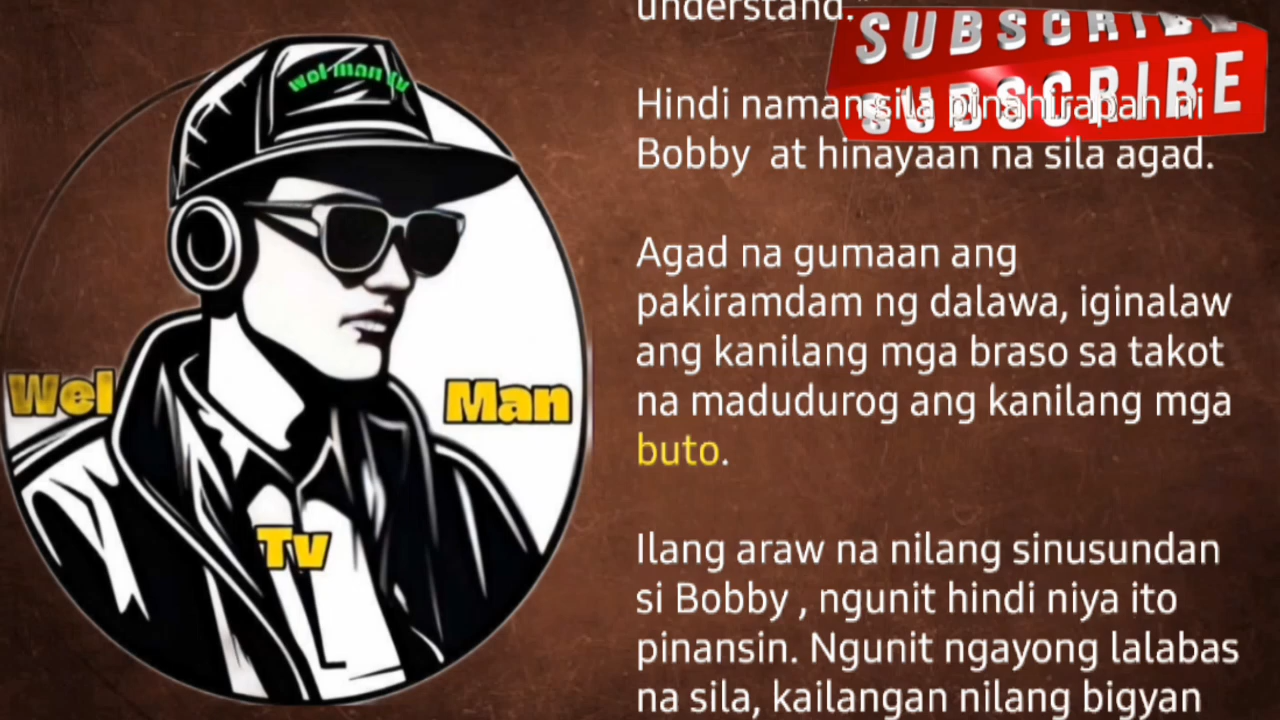 understand."
SUBSCRIBE
SUBSCRIBE
Hindi naman sila pinahirapan ni
Bobby at hinayaan na sila agad.
Agad na gumaan ang
pakiramdam ng dalawa, iginalaw
ang kanilang mga braso sa takot
na madudurog ang kanilang mga
buto.
Ilang araw na nilang sinusundan
si Bobby , ngunit hindi niya ito
pinansin. Ngunit ngayong lalabas
na sila, kailangan nilang bigyan
wel man tv
Wel
Man
Tv